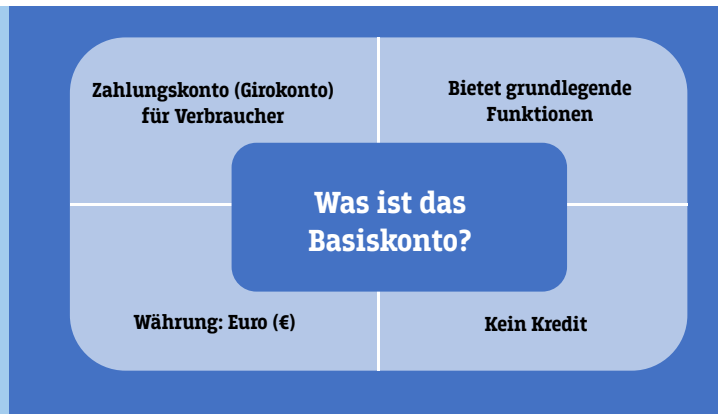 Zahlungskonto (Girokonto)
für Verbraucher
Bietet grundlegende
Funktionen
Was ist das
Basiskonto?
Währung: Euro (€)
Kein Kredit